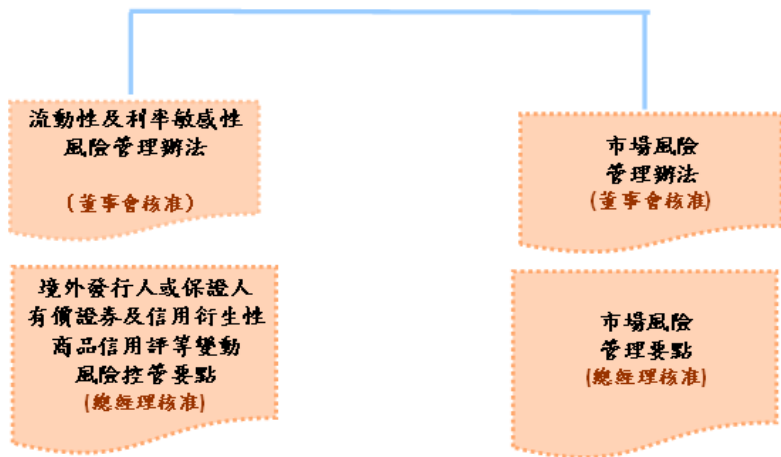 流動性及利率敏感性
風險管理辦法
(董事會核准)
市場風險
管理辦法
(董事會核准)
境外發行人或保證人
有價證券及信用衍生性
商品信用評等變動
風險控管要點
(總經理核准)
市場風險
管理要點
(總經理核准)